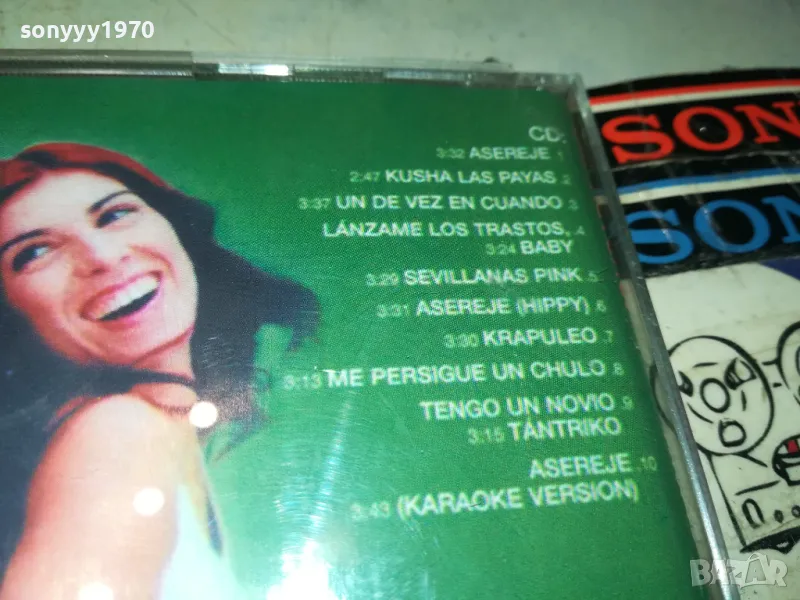 sonyyy1970
CD:
3:32 ASEREJE .1
2:47 KUSHA LAS PAYAS .2
3:37 UN DE VEZ EN CUANDO .3
LÁNZAME LOS TRASTOS, .4
3:24 BABY
3:29 SEVILLANAS PINK .5
3:31 ASEREJE (HIPPY) .6
3:30 KRAPULEO .7
3:13 ME PERSIGUE UN CHULO .8
TENGO UN NOVIO .9
3:15 TÁNTRIKO
ASEREJE .10
3:43 (KARAOKE VERSION)
SON
SON
n...
BAZAR
bazar.bg